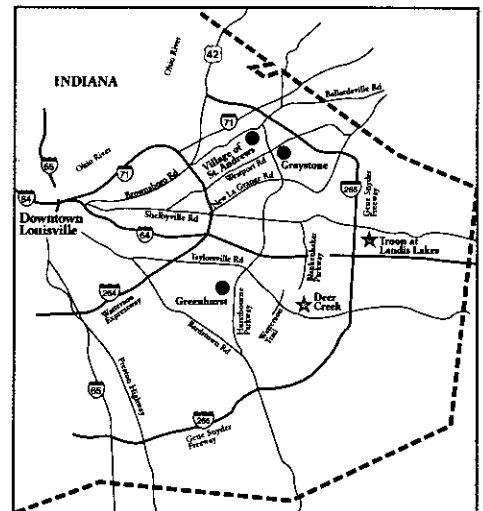 Ohio River
42
INDIANA
Ballardsville Rd
71
65
Ohio River
71
Village of
St. Andrews
Westport Rd
Graystone
Brownsboro Rd
New La Grange Rd
265
Gene Snyder
Freeway
64
Downtown
Louisville
Shelbyville Rd
64
Troon at
Landis Lakes
Taylorsville Rd
Blankenbaker
Parkway
264
Watterson
Expressway
Greenhurst
Hurstbourne
Parkway
Watterson
Trail
Deer
Creek
Bardstown Rd
Preston Highway
65
265
Gene Snyder
Freeway